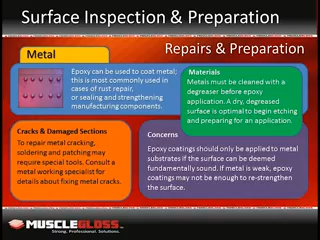 Surface Inspection & Preparation
Repairs & Preparation
Metal
Epoxy can be used to coat metal;
this is most commonly used in
cases of rust repair,
or sealing and strengthening
manufacturing components.
Materials
Metals must be cleaned with a
degreaser before epoxy
application. A dry, degreased
surface is optimal to begin etching
and preparing for an application.
Cracks & Damaged Sections
To repair metal cracking,
soldering and patching may
require special tools. Consult a
metal working specialist for
details about fixing metal cracks.
Concerns
Epoxy coatings should only be applied to metal
substrates if the surface can be deemed
fundamentally sound. If metal is weak, epoxy
coatings may not be enough to re-strengthen
the surface.
MUSCLEGLOSS
Strong. Professional. Solutions.